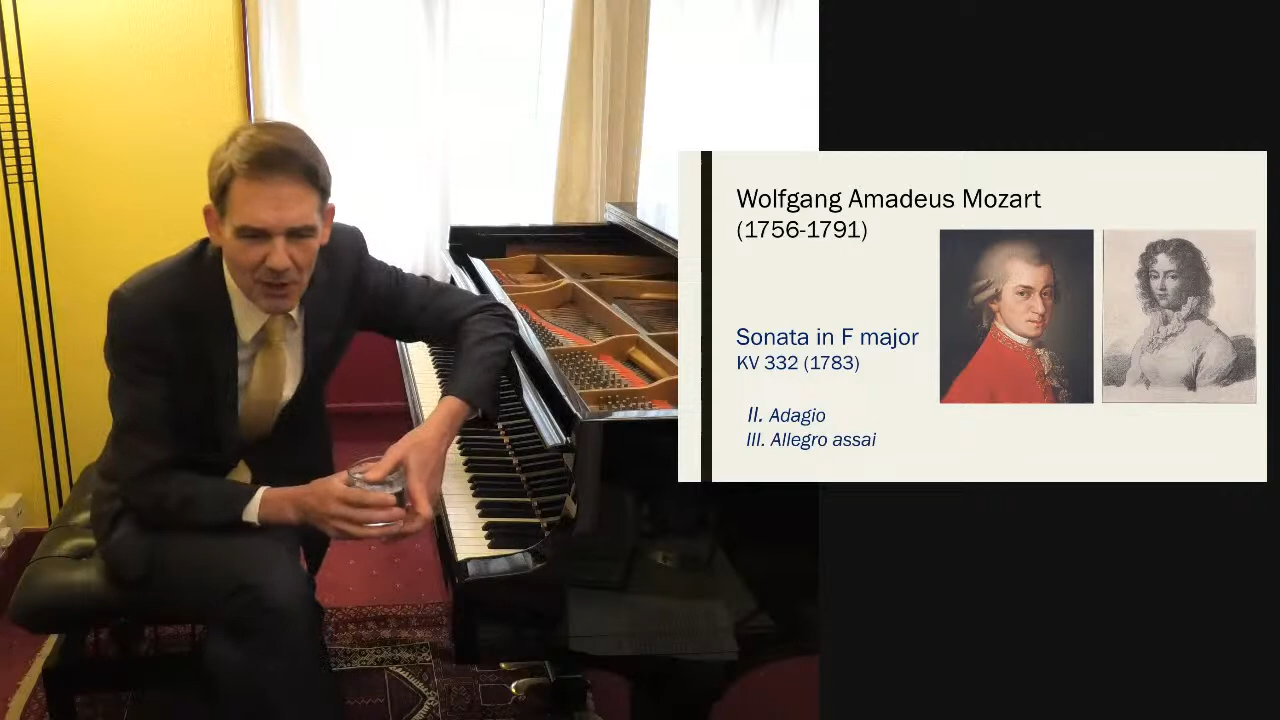 Wolfgang Amadeus Mozart
(1756-1791)
Sonata in F major
KV 332 (1783)
II. Adagio
III. Allegro assai